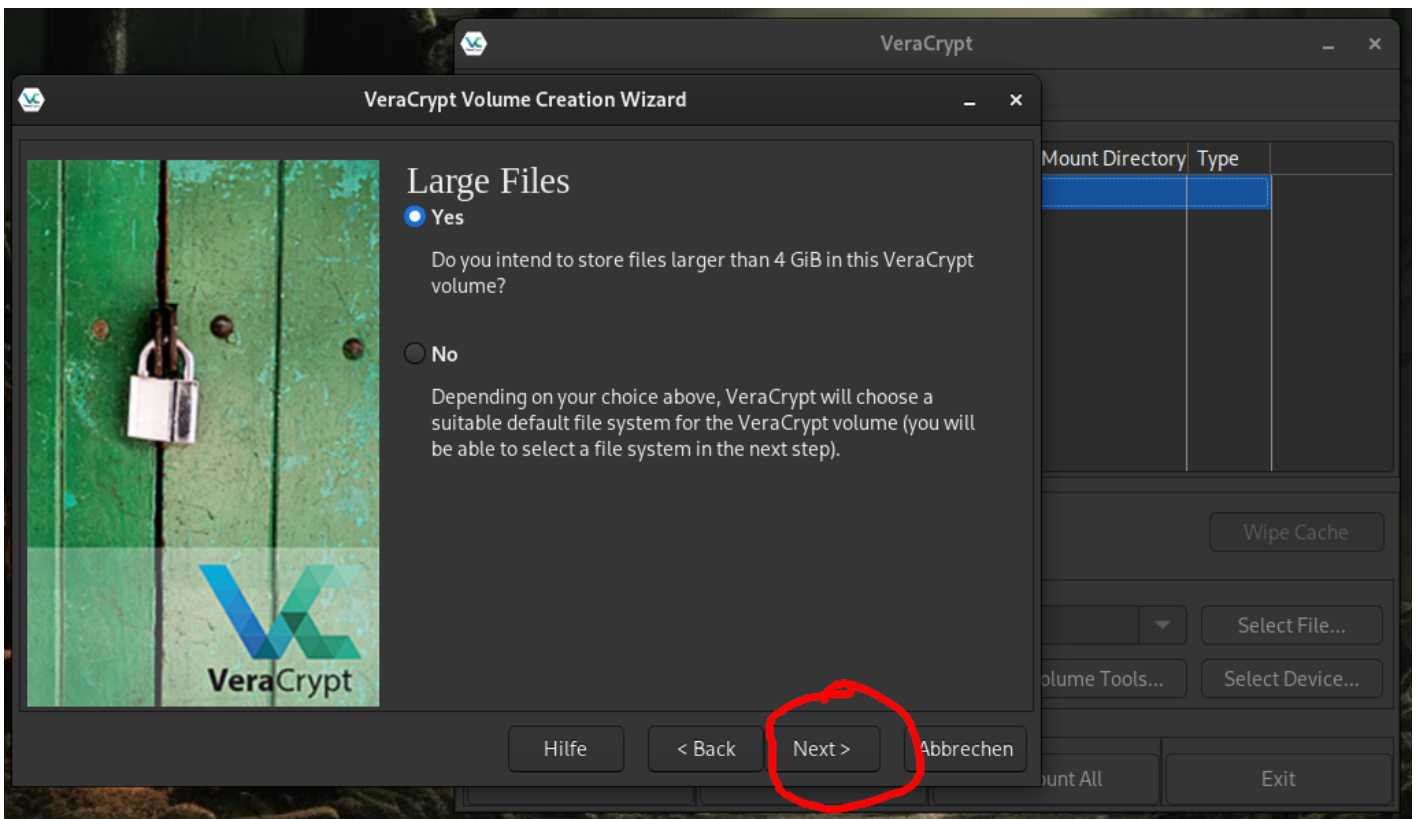 VeraCrypt
VeraCrypt Volume Creation Wizard
Mount Directory Type
Large Files
Yes
Do you intend to store files larger than 4 GiB in this VeraCrypt
volume?
No
Depending on your choice above, VeraCrypt will choose a
suitable default file system for the VeraCrypt volume (you will
be able to select a file system in the next step).
Wipe Cache
Select File...
VeraCrypt
olume Tools...
Select Device...
Hilfe
< Back
Next >
Abbrechen
ount All
Exit